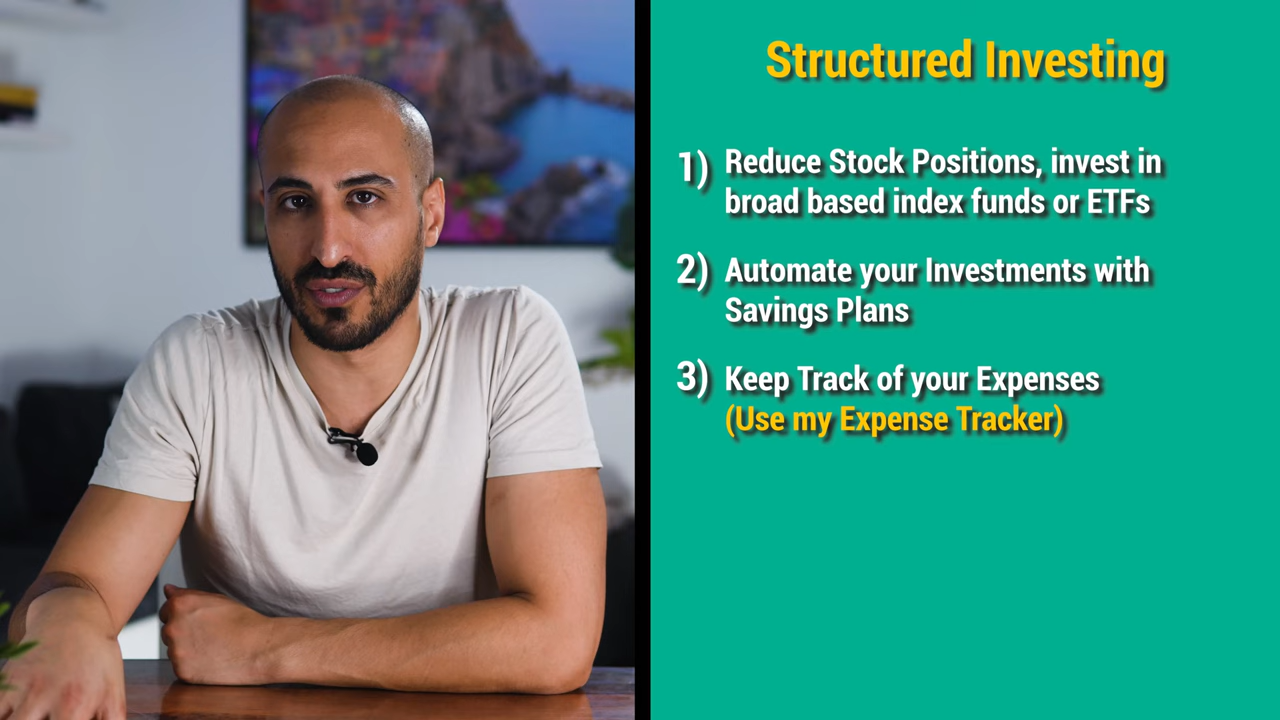 Structured Investing
1) Reduce Stock Positions, invest in
broad based index funds or ETFs
2) Automate your Investments with
Savings Plans
3) Keep Track of your Expenses
(Use my Expense Tracker)